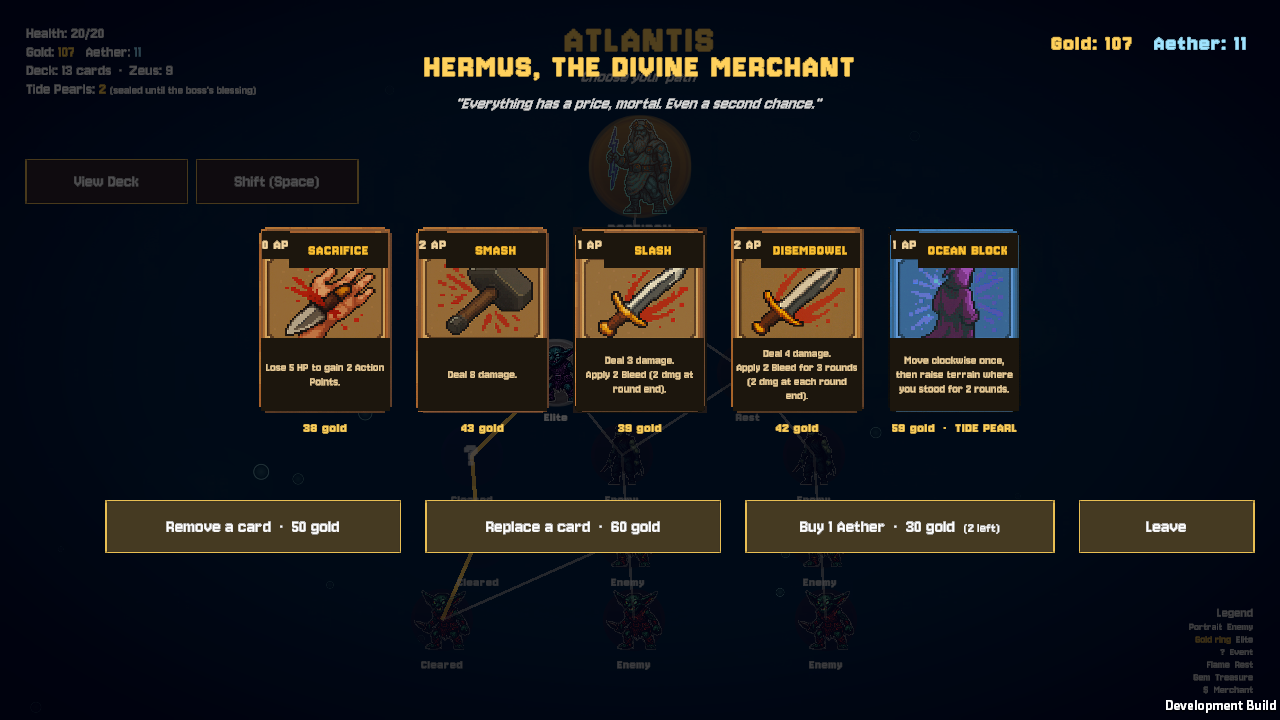 Health: 20/20
Gold: 107 Aether: 11
Deck: 13 cards · Zeus: 9
Tide Pearls: 2 (sealed until the boss's blessing)
ATLANTIS
choose your path
HERMUS, THE DIVINE MERCHANT
"Everything has a price, mortal. Even a second chance."
Gold: 107 Aether: 11
View Deck
Shift (Space)
0 AP
SACRIFICE
Lose 5 HP to gain 2 Action
Points.
38 gold
2 AP
SMASH
Deal 8 damage.
43 gold
1 AP
SLASH
Deal 3 damage.
Apply 2 Bleed (2 dmg at
round end).
39 gold
2 AP
DISEMBOWEL
Deal 4 damage.
Apply 2 Bleed for 3 rounds
(2 dmg at each round
end).
42 gold
1 AP
OCEAN BLOCK
Move clockwise once,
then raise terrain where
you stood for 2 rounds.
59 gold · TIDE PEARL
Elite
Rest
Cleared
Enemy
Enemy
Remove a card · 50 gold
Replace a card · 60 gold
Buy 1 Aether · 30 gold (2 left)
Leave
Cleared
Enemy
Enemy
Cleared
Enemy
Enemy
Legend
Portrait Enemy
Gold ring Elite
? Event
Flame Rest
Gem Treasure
$ Merchant
Development Build